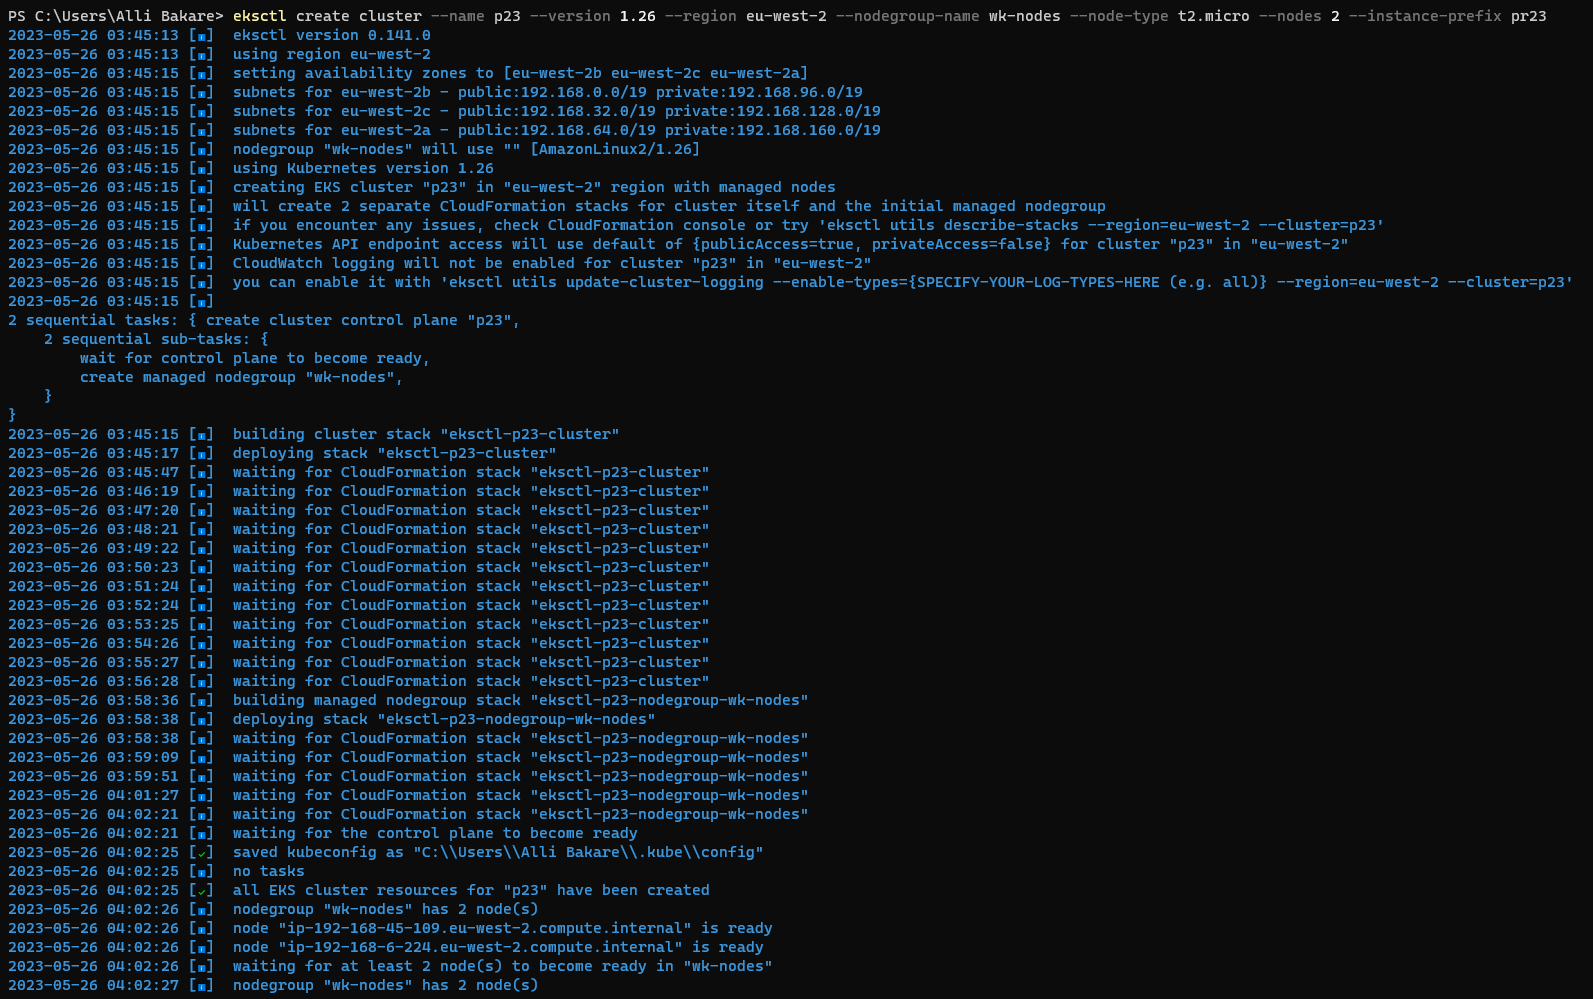 PS C:\Users\Alli Bakare> eksctl create cluster --name p23 --version 1.26 --region eu-west-2 --nodegroup-name wk-nodes --node-type t2.micro --nodes 2 --instance-prefix pr23
2023-05-26 03:45:13 [ℹ]  eksctl version 0.141.0
2023-05-26 03:45:13 [ℹ]  using region eu-west-2
2023-05-26 03:45:15 [ℹ]  setting availability zones to [eu-west-2b eu-west-2c eu-west-2a]
2023-05-26 03:45:15 [ℹ]  subnets for eu-west-2b - public:192.168.0.0/19 private:192.168.96.0/19
2023-05-26 03:45:15 [ℹ]  subnets for eu-west-2c - public:192.168.32.0/19 private:192.168.128.0/19
2023-05-26 03:45:15 [ℹ]  subnets for eu-west-2a - public:192.168.64.0/19 private:192.168.160.0/19
2023-05-26 03:45:15 [ℹ]  nodegroup "wk-nodes" will use "" [AmazonLinux2/1.26]
2023-05-26 03:45:15 [ℹ]  using Kubernetes version 1.26
2023-05-26 03:45:15 [ℹ]  creating EKS cluster "p23" in "eu-west-2" region with managed nodes
2023-05-26 03:45:15 [ℹ]  will create 2 separate CloudFormation stacks for cluster itself and the initial managed nodegroup
2023-05-26 03:45:15 [ℹ]  if you encounter any issues, check CloudFormation console or try 'eksctl utils describe-stacks --region=eu-west-2 --cluster=p23'
2023-05-26 03:45:15 [ℹ]  Kubernetes API endpoint access will use default of {publicAccess=true, privateAccess=false} for cluster "p23" in "eu-west-2"
2023-05-26 03:45:15 [ℹ]  CloudWatch logging will not be enabled for cluster "p23" in "eu-west-2"
2023-05-26 03:45:15 [ℹ]  you can enable it with 'eksctl utils update-cluster-logging --enable-types={SPECIFY-YOUR-LOG-TYPES-HERE (e.g. all)} --region=eu-west-2 --cluster=p23'
2023-05-26 03:45:15 [ℹ]
2 sequential tasks: { create cluster control plane "p23",
    2 sequential sub-tasks: {
        wait for control plane to become ready,
        create managed nodegroup "wk-nodes",
    }
}
2023-05-26 03:45:15 [ℹ]  building cluster stack "eksctl-p23-cluster"
2023-05-26 03:45:17 [ℹ]  deploying stack "eksctl-p23-cluster"
2023-05-26 03:45:47 [ℹ]  waiting for CloudFormation stack "eksctl-p23-cluster"
2023-05-26 03:46:19 [ℹ]  waiting for CloudFormation stack "eksctl-p23-cluster"
2023-05-26 03:47:20 [ℹ]  waiting for CloudFormation stack "eksctl-p23-cluster"
2023-05-26 03:48:21 [ℹ]  waiting for CloudFormation stack "eksctl-p23-cluster"
2023-05-26 03:49:22 [ℹ]  waiting for CloudFormation stack "eksctl-p23-cluster"
2023-05-26 03:50:23 [ℹ]  waiting for CloudFormation stack "eksctl-p23-cluster"
2023-05-26 03:51:24 [ℹ]  waiting for CloudFormation stack "eksctl-p23-cluster"
2023-05-26 03:52:24 [ℹ]  waiting for CloudFormation stack "eksctl-p23-cluster"
2023-05-26 03:53:25 [ℹ]  waiting for CloudFormation stack "eksctl-p23-cluster"
2023-05-26 03:54:26 [ℹ]  waiting for CloudFormation stack "eksctl-p23-cluster"
2023-05-26 03:55:27 [ℹ]  waiting for CloudFormation stack "eksctl-p23-cluster"
2023-05-26 03:56:28 [ℹ]  waiting for CloudFormation stack "eksctl-p23-cluster"
2023-05-26 03:58:36 [ℹ]  building managed nodegroup stack "eksctl-p23-nodegroup-wk-nodes"
2023-05-26 03:58:38 [ℹ]  deploying stack "eksctl-p23-nodegroup-wk-nodes"
2023-05-26 03:58:38 [ℹ]  waiting for CloudFormation stack "eksctl-p23-nodegroup-wk-nodes"
2023-05-26 03:59:09 [ℹ]  waiting for CloudFormation stack "eksctl-p23-nodegroup-wk-nodes"
2023-05-26 03:59:51 [ℹ]  waiting for CloudFormation stack "eksctl-p23-nodegroup-wk-nodes"
2023-05-26 04:01:27 [ℹ]  waiting for CloudFormation stack "eksctl-p23-nodegroup-wk-nodes"
2023-05-26 04:02:21 [ℹ]  waiting for CloudFormation stack "eksctl-p23-nodegroup-wk-nodes"
2023-05-26 04:02:21 [ℹ]  waiting for the control plane to become ready
2023-05-26 04:02:25 [✓]  saved kubeconfig as "C:\\Users\\Alli Bakare\\.kube\\config"
2023-05-26 04:02:25 [ℹ]  no tasks
2023-05-26 04:02:25 [✓]  all EKS cluster resources for "p23" have been created
2023-05-26 04:02:26 [ℹ]  nodegroup "wk-nodes" has 2 node(s)
2023-05-26 04:02:26 [ℹ]  node "ip-192-168-45-109.eu-west-2.compute.internal" is ready
2023-05-26 04:02:26 [ℹ]  node "ip-192-168-6-224.eu-west-2.compute.internal" is ready
2023-05-26 04:02:26 [ℹ]  waiting for at least 2 node(s) to become ready in "wk-nodes"
2023-05-26 04:02:27 [ℹ]  nodegroup "wk-nodes" has 2 node(s)